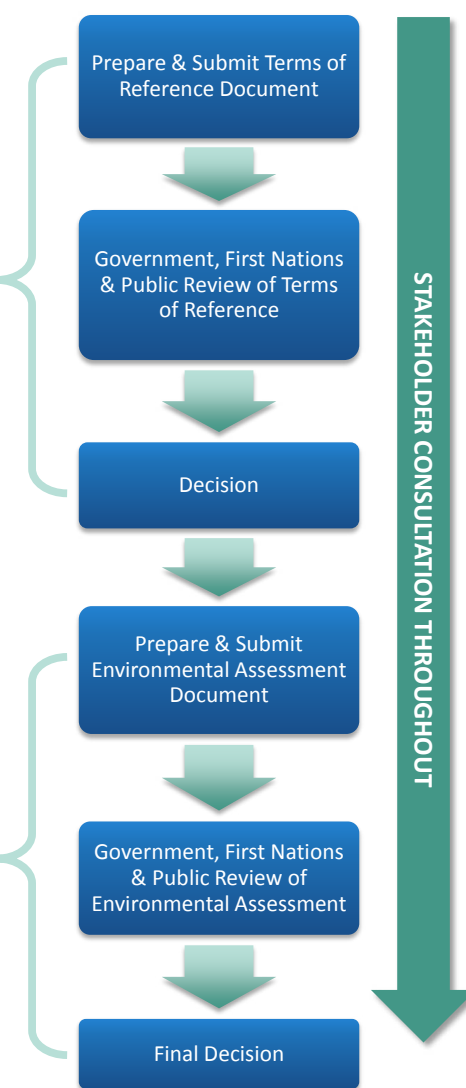 Prepare & Submit Terms of
Reference Document
Government, First Nations
& Public Review of Terms
of Reference
Decision
Prepare & Submit
Environmental Assessment
Document
Government, First Nations
& Public Review of
Environmental Assessment
Final Decision
STAKEHOLDER CONSULTATION THROUGHOUT